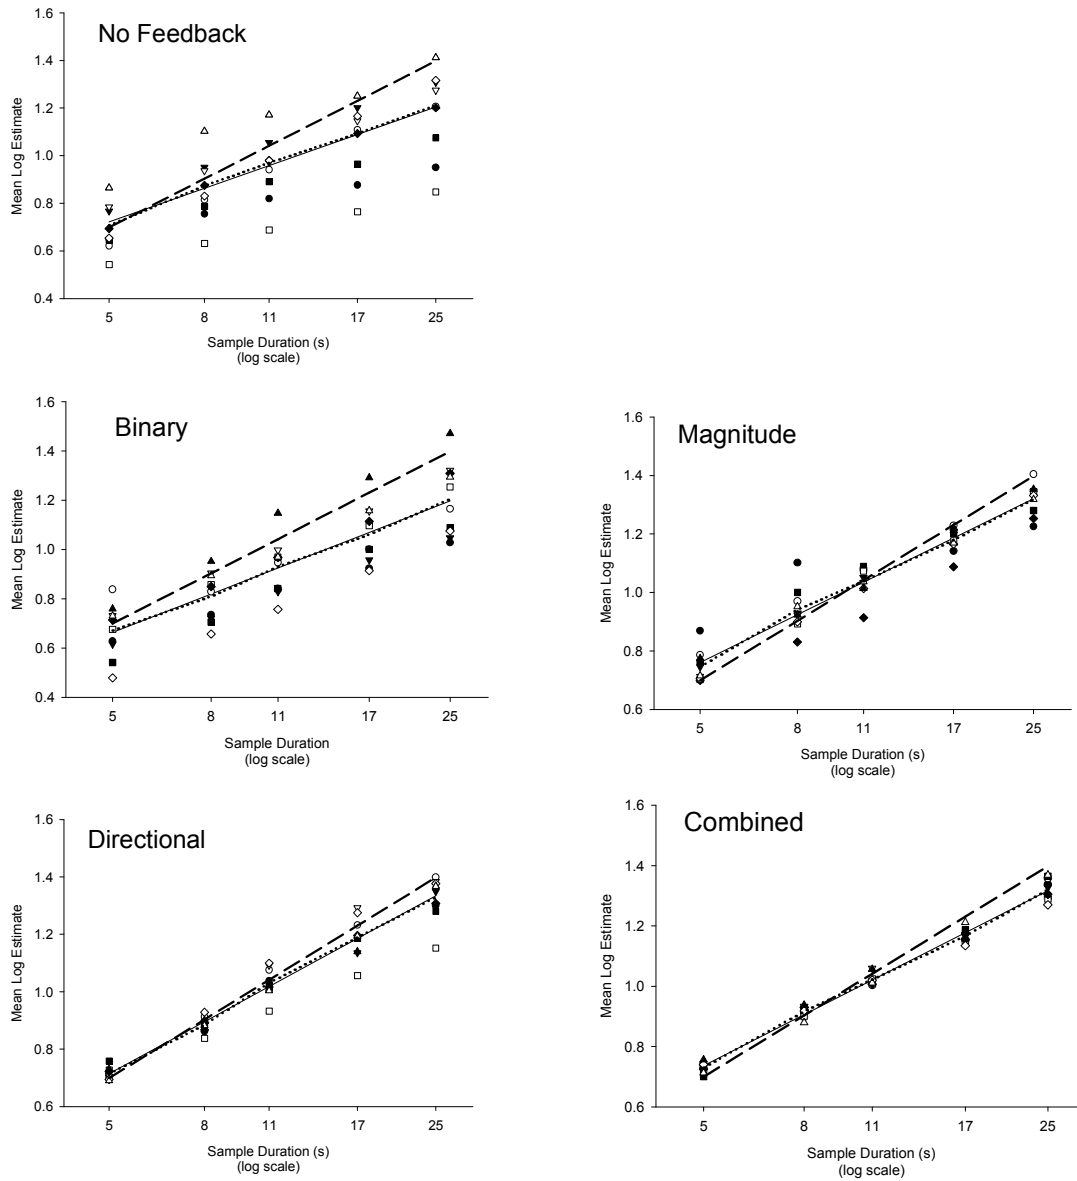 No Feedback
1.6
1.4
1.2
1.0
0.8
0.6
0.4
Mean Log Estimate
5 8 11 17 25
Sample Duration (s)
(log scale)
Binary
1.6
1.4
1.2
1.0
0.8
0.6
0.4
Mean Log Estimate
5 8 11 17 25
Sample Duration
(log scale)
Magnitude
1.6
1.4
1.2
1.0
0.8
0.6
Mean Log Estimate
5 8 11 17 25
Sample Duration (s)
(log scale)
Directional
1.6
1.4
1.2
1.0
0.8
0.6
Mean Log Estimate
5 8 11 17 25
Sample Duration (s)
(log scale)
Combined
1.6
1.4
1.2
1.0
0.8
0.6
Mean Log Estimate
5 8 11 17 25
Sample Duration (s)
(log scale)